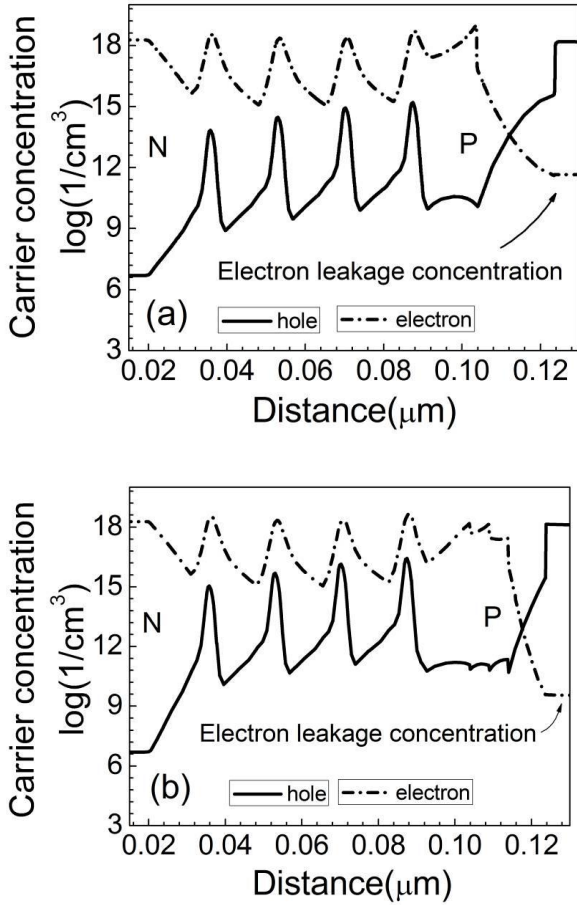 Carrier concentration
log(1/cm³)
18
15
12
9
6
3
N
P
Electron leakage concentration
(a)
hole
electron
0.02 0.04 0.06 0.08 0.10 0.12
Distance(μm)
Carrier concentration
log(1/cm³)
18
15
12
9
6
3
N
P
Electron leakage concentration
(b)
hole
electron
0.02 0.04 0.06 0.08 0.10 0.12
Distance(μm)